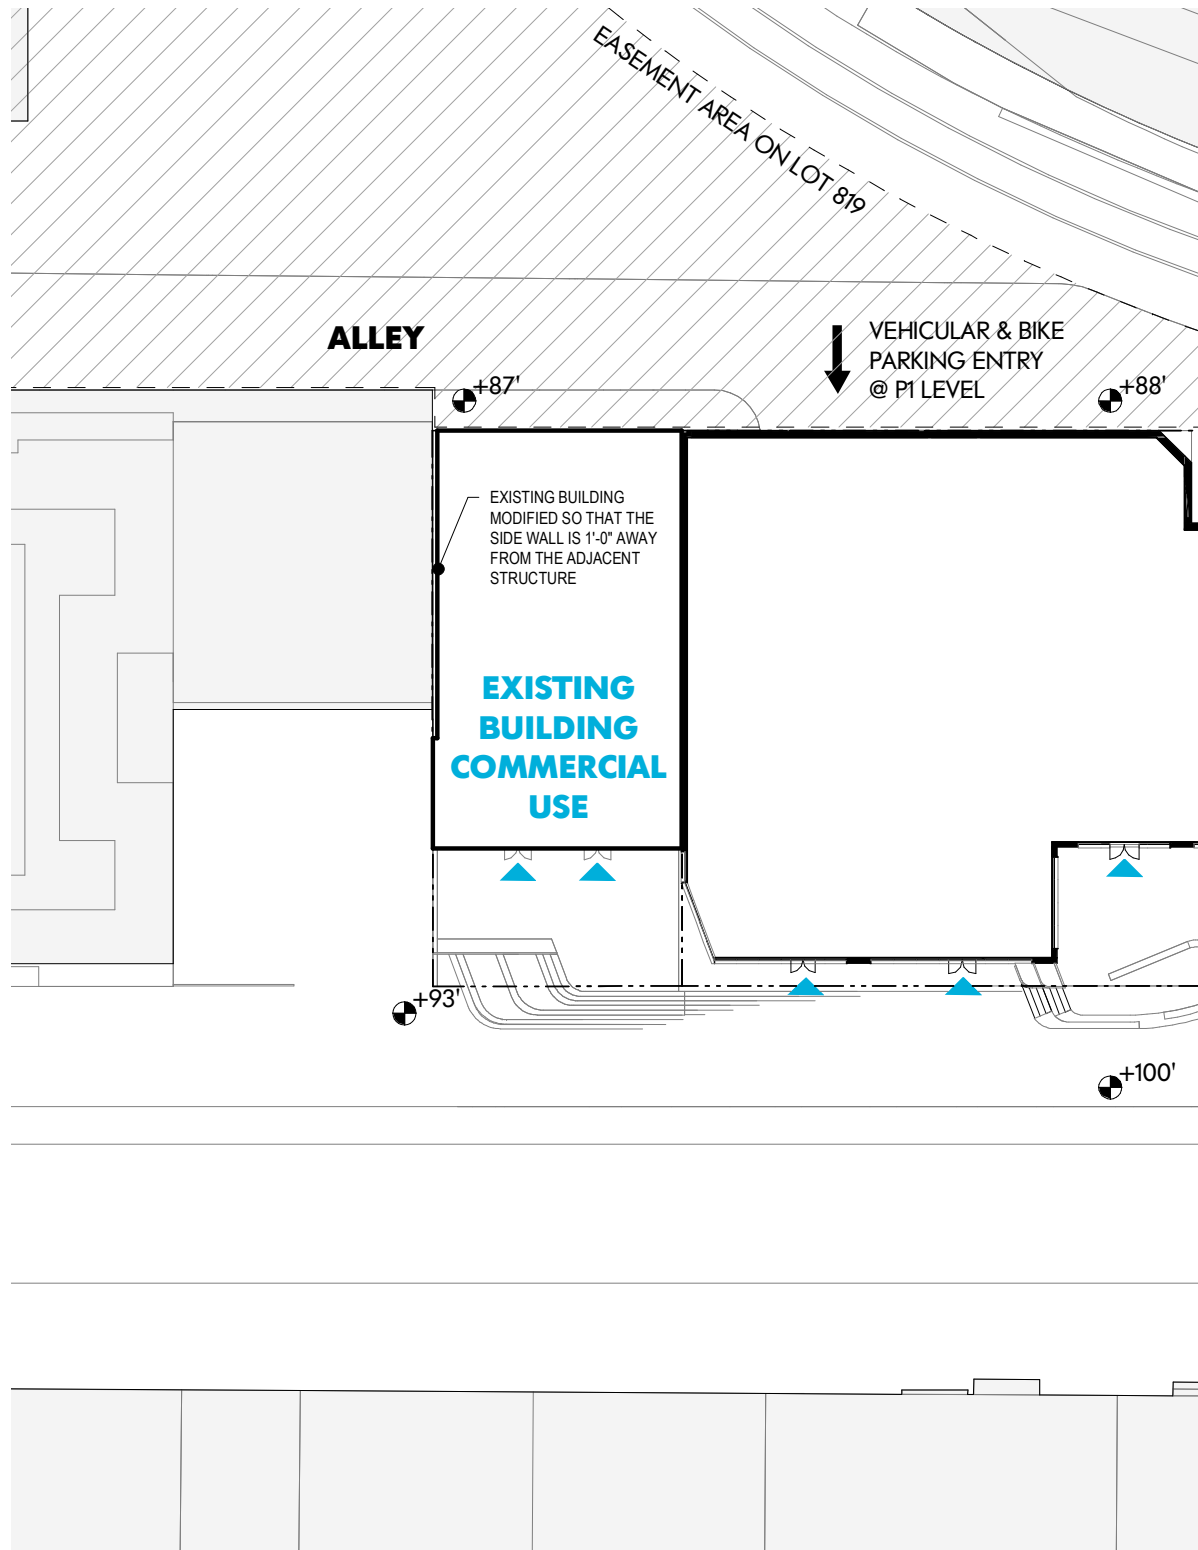 EASEMENT AREA ON LOT 819
ALLEY
VEHICULAR & BIKE
PARKING ENTRY
@ P1 LEVEL
+87'
+88'
EXISTING BUILDING
MODIFIED SO THAT THE
SIDE WALL IS 1'-0" AWAY
FROM THE ADJACENT
STRUCTURE
EXISTING
BUILDING
COMMERCIAL
USE
+93'
+100'